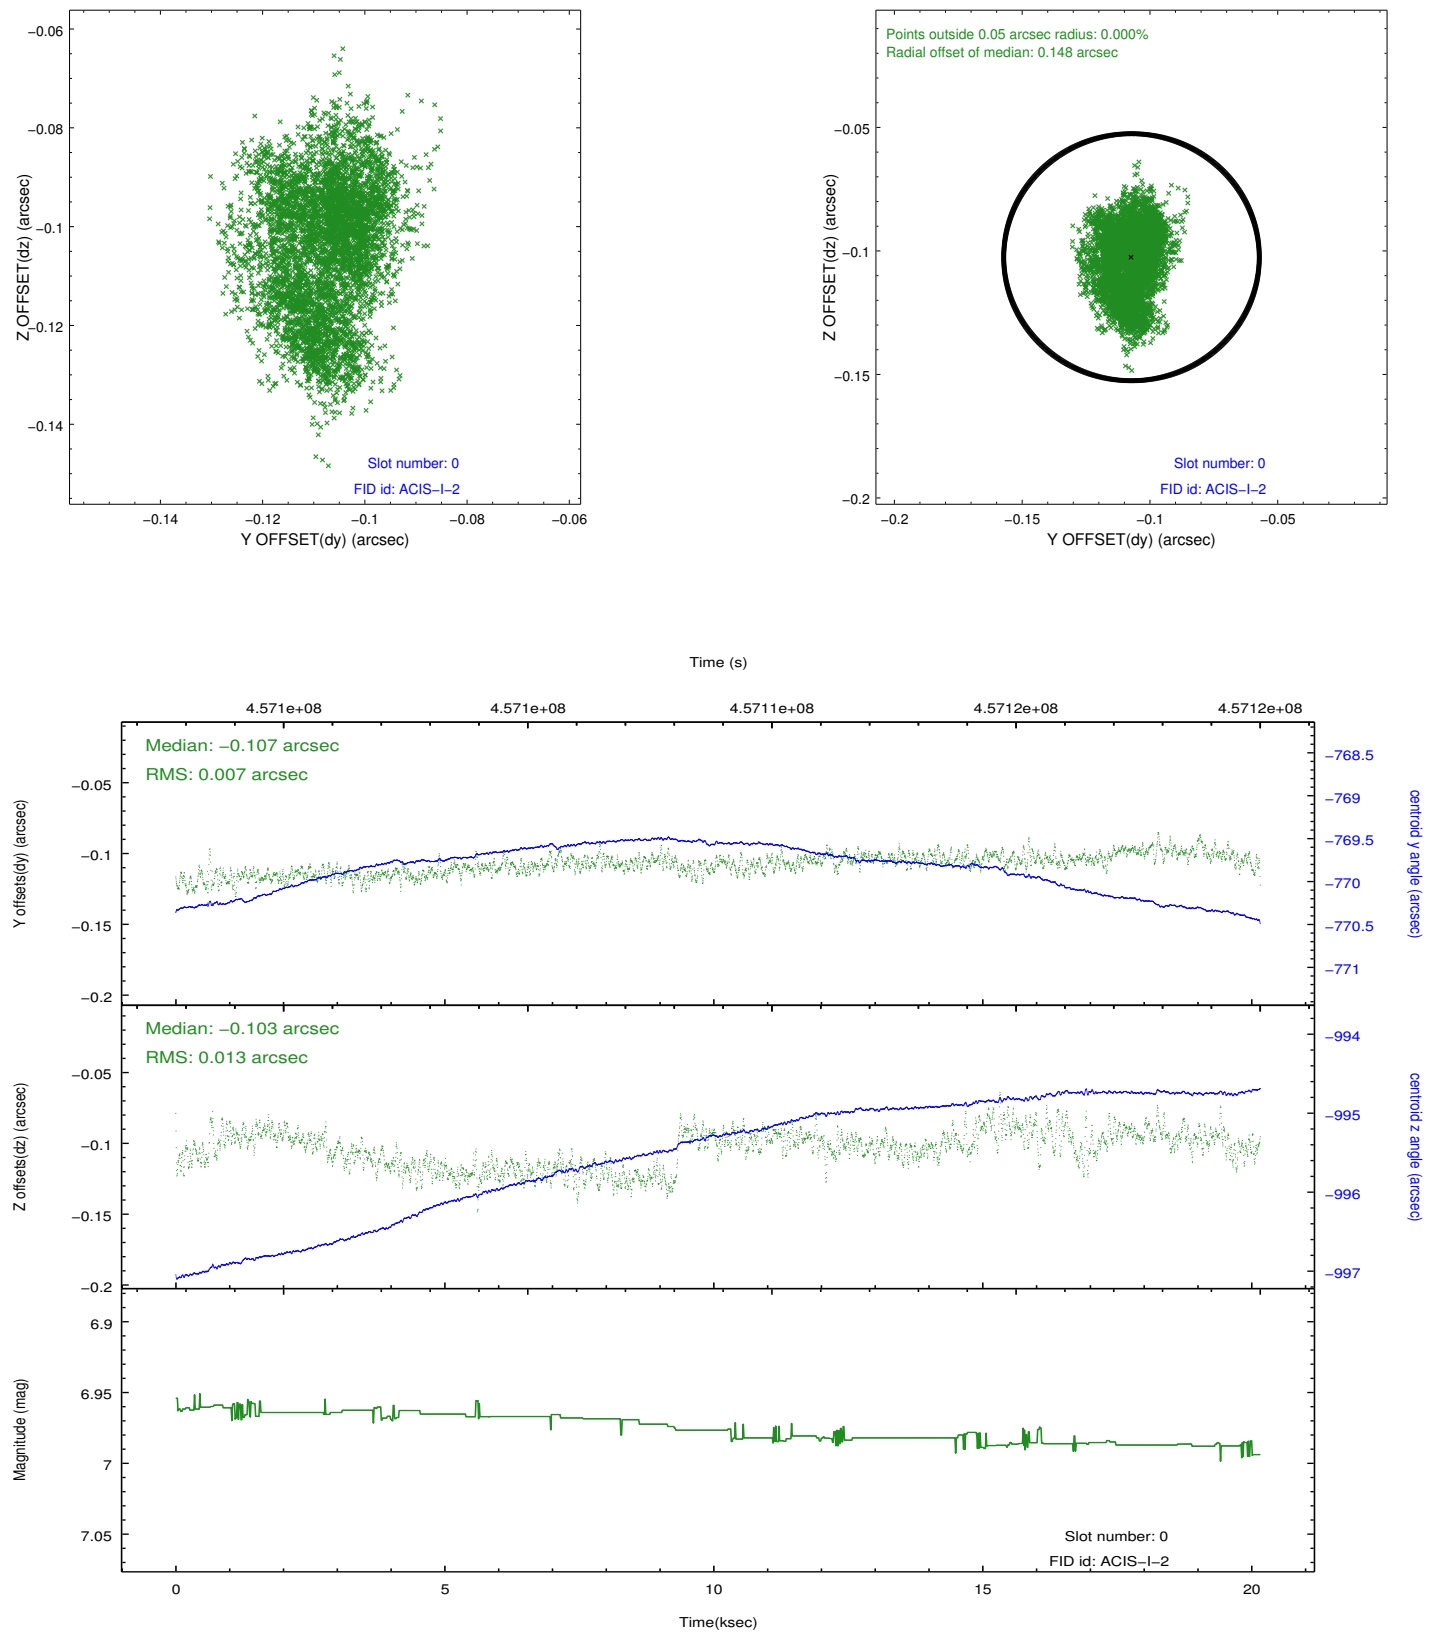 −0.06
−0.08
−0.1
−0.12
−0.14
Z OFFSET(dz) (arcsec)
Slot number: 0
FID id: ACIS−I−2
−0.14
−0.12
−0.1
−0.08
−0.06
Y OFFSET(dy) (arcsec)
Points outside 0.05 arcsec radius: 0.000%
Radial offset of median: 0.148 arcsec
−0.05
−0.1
−0.15
−0.2
Z OFFSET(dz) (arcsec)
Slot number: 0
FID id: ACIS−I−2
−0.2
−0.15
−0.1
−0.05
Y OFFSET(dy) (arcsec)
Time (s)
4.571e+08
4.571e+08
4.5711e+08
4.5712e+08
4.5712e+08
Median: −0.107 arcsec
RMS: 0.007 arcsec
−0.05
−0.1
−0.15
−0.2
Y offsets(dy) (arcsec)
−768.5
−769
−769.5
−770
−770.5
−771
centroid y angle (arcsec)
Median: −0.103 arcsec
RMS: 0.013 arcsec
−0.05
−0.1
−0.15
−0.2
Z offsets(dz) (arcsec)
−994
−995
−996
−997
centroid z angle (arcsec)
6.9
6.95
7
7.05
Magnitude (mag)
Slot number: 0
FID id: ACIS−I−2
0
5
10
15
20
Time(ksec)